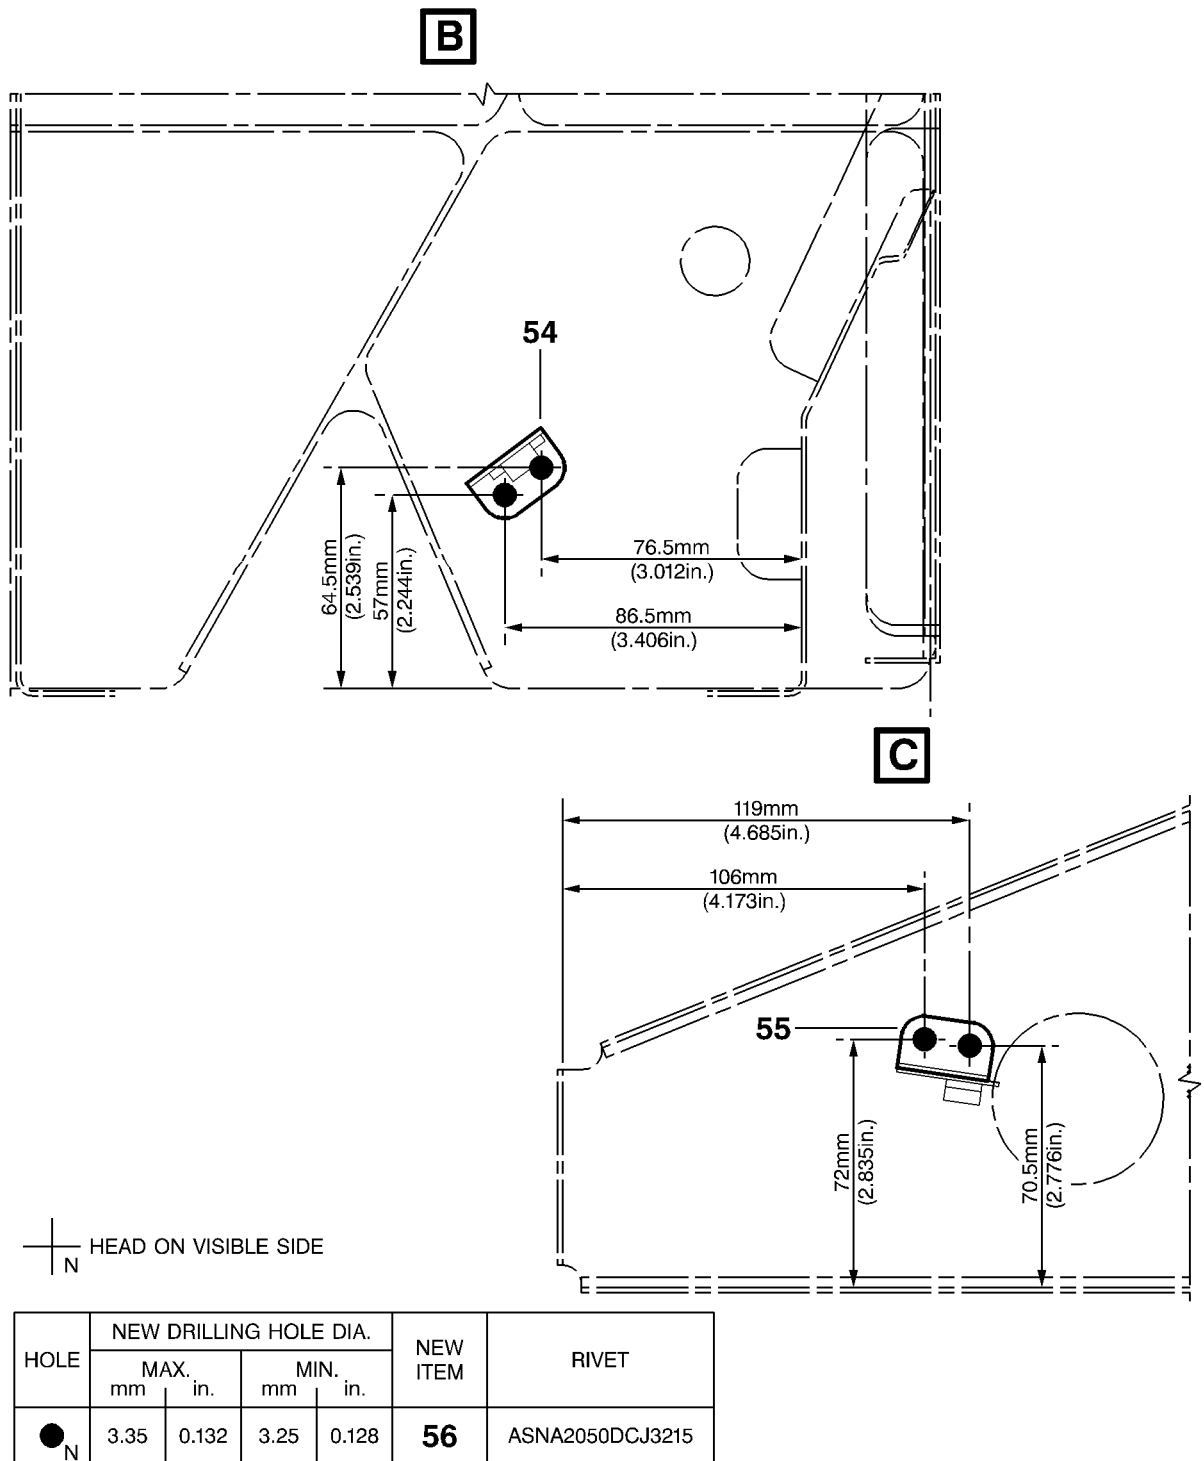 B
54
64.5mm
(2.539in.)
57mm
(2.244in.)
76.5mm
(3.012in.)
86.5mm
(3.406in.)
C
119mm
(4.685in.)
106mm
(4.173in.)
55
72mm
(2.835in.)
70.5mm
(2.776in.)
N HEAD ON VISIBLE SIDE
HOLE
NEW DRILLING HOLE DIA.
MAX.
mm in.
MIN.
mm in.
NEW
ITEM
RIVET
N 3.35 0.132 3.25 0.128 56 ASNA2050DCJ3215